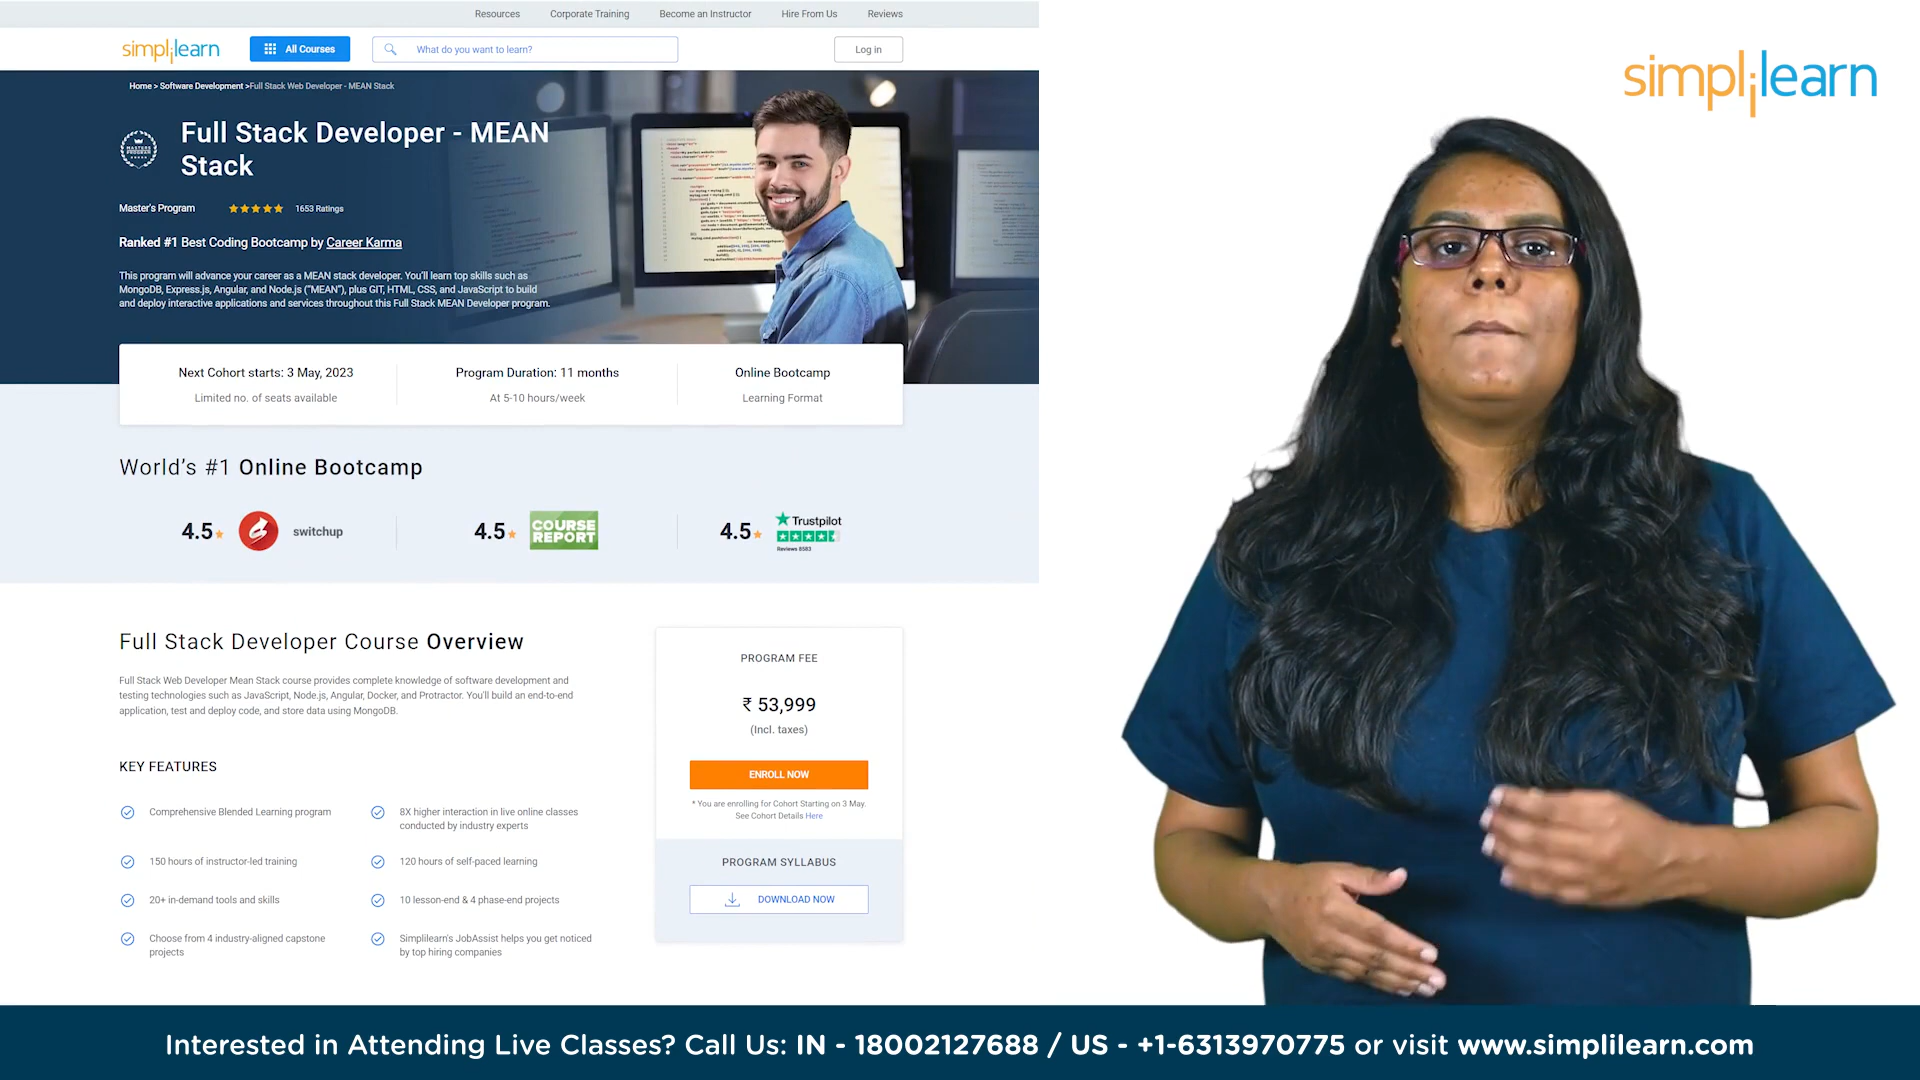 Resources Corporate Training Become an Instructor Hire From Us Reviews
simplilearn All Courses What do you want to learn? Log in
simplilearn
Home > Software Development >Full Stack Web Developer - MEAN Stack
Full Stack Developer - MEAN
Stack
MASTERS
PROGRAM
Master's Program 1653 Ratings
Ranked #1 Best Coding Bootcamp by Career Karma
This program will advance your career as a MEAN stack developer. You'll learn top skills such as
MongoDB, Express.js, Angular, and Node.js ("MEAN"), plus GIT, HTML, CSS, and JavaScript to build
and deploy interactive applications and services throughout this Full Stack MEAN Developer program.
Next Cohort starts: 3 May, 2023
Limited no. of seats available
Program Duration: 11 months
At 5-10 hours/week
Online Bootcamp
Learning Format
World's #1 Online Bootcamp
4.5 switchup
4.5 COURSE
REPORT
4.5 Trustpilot
Reviews 8583
Full Stack Developer Course Overview
Full Stack Web Developer Mean Stack course provides complete knowledge of software development and
testing technologies such as JavaScript, Node.js, Angular, Docker, and Protractor. You'll build an end-to-end
application, test and deploy code, and store data using MongoDB.
KEY FEATURES
Comprehensive Blended Learning program
8X higher interaction in live online classes
conducted by industry experts
150 hours of instructor-led training
120 hours of self-paced learning
20+ in-demand tools and skills
10 lesson-end & 4 phase-end projects
Choose from 4 industry-aligned capstone
projects
Simplilearn's JobAssist helps you get noticed
by top hiring companies
PROGRAM FEE
₹ 53,999
(Incl. taxes)
ENROLL NOW
* You are enrolling for Cohort Starting on 3 May.
See Cohort Details Here
PROGRAM SYLLABUS
DOWNLOAD NOW
Interested in Attending Live Classes? Call Us: IN - 18002127688 / US - +1-6313970775 or visit www.simplilearn.com